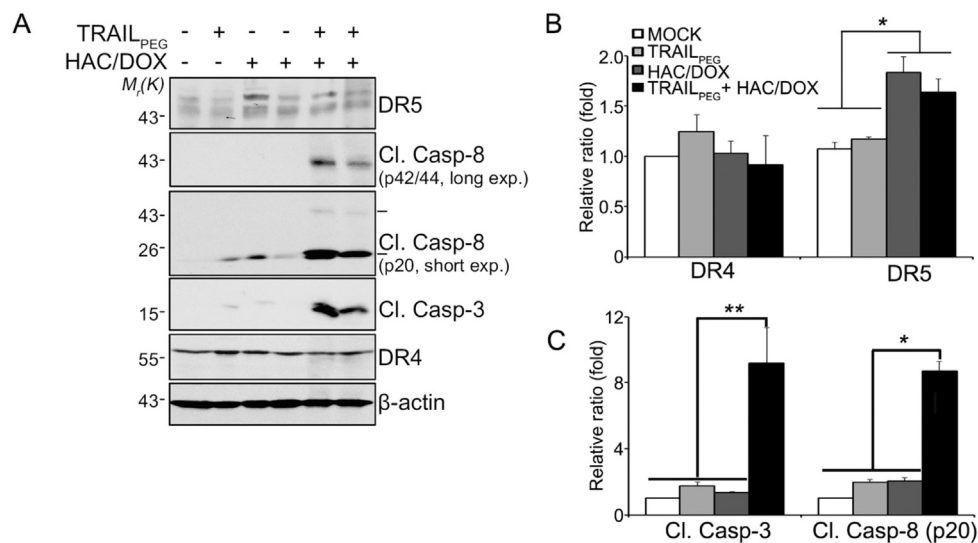 A
TRAILPEG - + - - + +
HAC/DOX - - + + + +
Mr(K)
43- DR5
43- Cl. Casp-8
(p42/44, long exp.)
43-
26- Cl. Casp-8
(p20, short exp.)
15- Cl. Casp-3
55- DR4
43- β-actin
B
Relative ratio (fold)
2.0
1.5
1.0
0.5
0
MOCK
TRAILPEG
HAC/DOX
TRAILPEG + HAC/DOX
*
DR4 DR5
C
Relative ratio (fold)
12
8
4
0
** *
Cl. Casp-3 Cl. Casp-8 (p20)